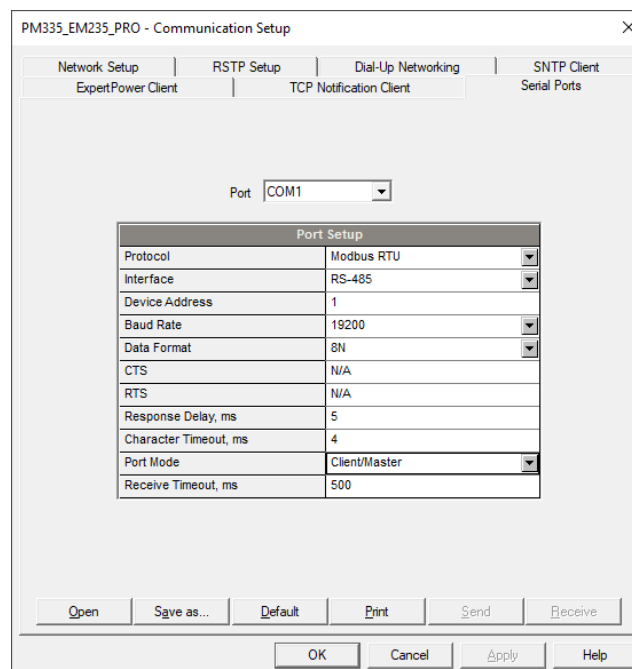 PM335_EM235_PRO - Communication Setup
Network Setup RSTP Setup Dial-Up Networking SNTP Client
ExpertPower Client TCP Notification Client Serial Ports
Port COM1
Port Setup
Protocol Modbus RTU
Interface RS-485
Device Address 1
Baud Rate 19200
Data Format 8N
CTS N/A
RTS N/A
Response Delay, ms 5
Character Timeout, ms 4
Port Mode Client/Master
Receive Timeout, ms 500
Open Save as... Default Print Send Receive
OK Cancel Apply Help